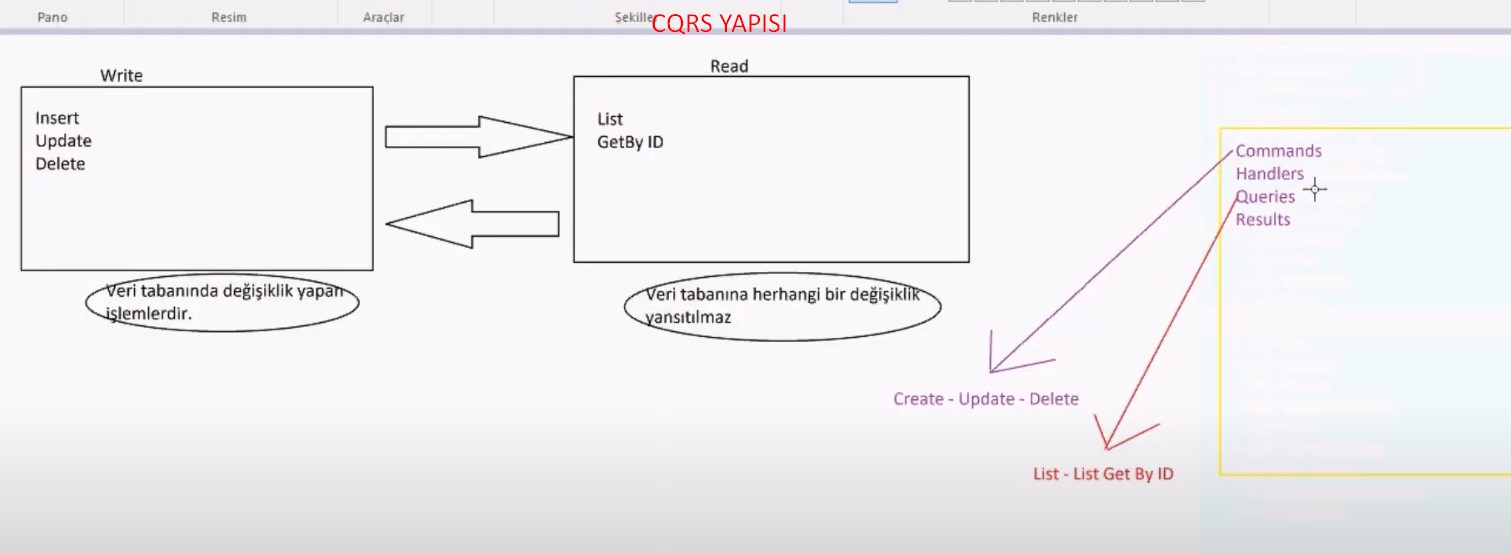 Pano
Resim
Araçlar
Şekiller
Renkler
CQRS YAPISI
Write
Insert
Update
Delete
Veri tabanında değişiklik yapan
işlemlerdir.
Read
List
GetBy ID
Veri tabanına herhangi bir değişiklik
yansıtılmaz
Commands
Handlers
Queries
Results
Create - Update - Delete
List - List Get By ID